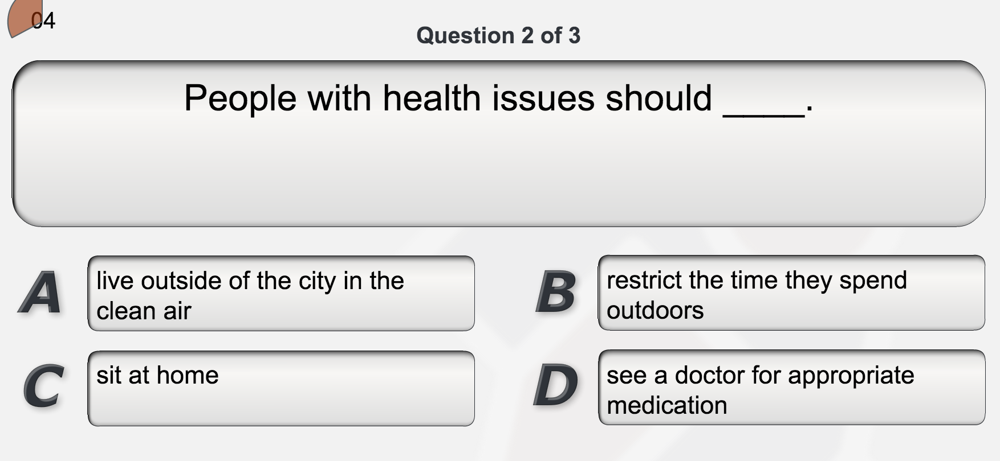 04
Question 2 of 3
People with health issues should ____.
A
live outside of the city in the
clean air
B
restrict the time they spend
outdoors
C
sit at home
D
see a doctor for appropriate
medication